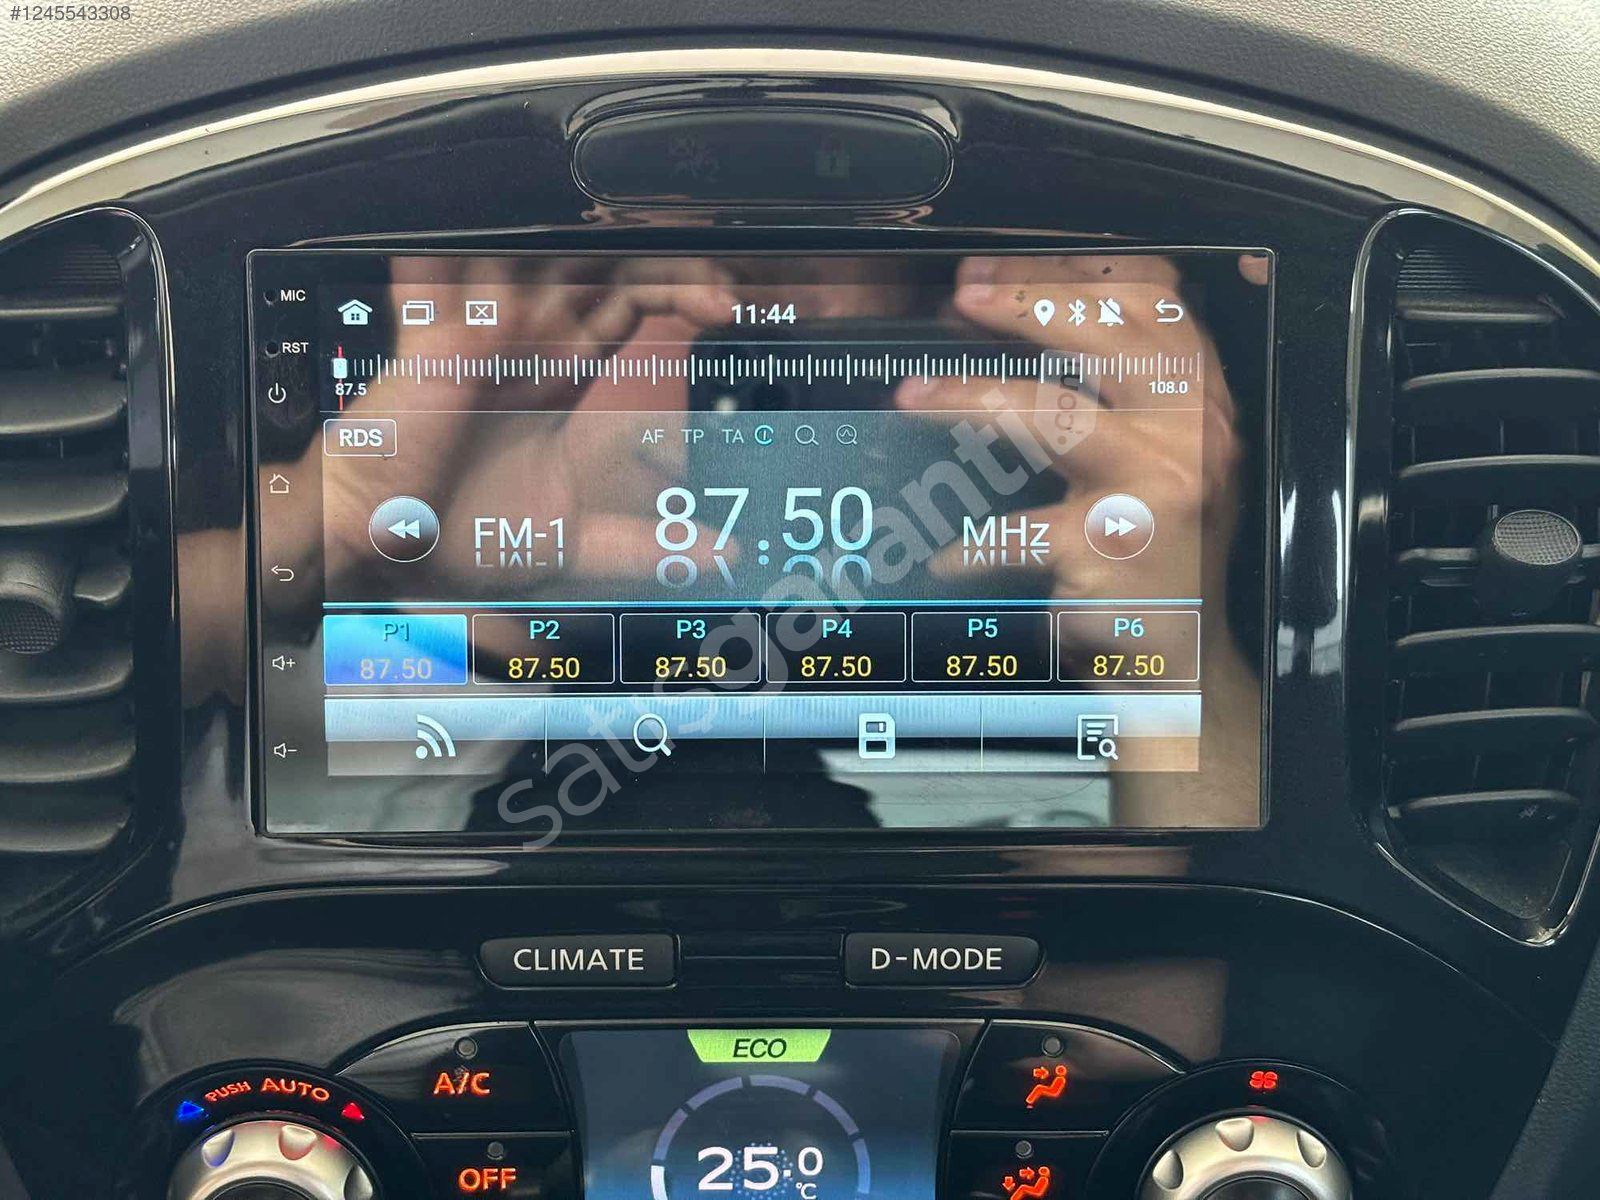 #1245543308
MIC
11:44
RST
87.5
108.0
RDS
AF TP TA
FM-1 87.50 MHz
P1 P2 P3 P4 P5 P6
87.50 87.50 87.50 87.50 87.50 87.50
satisgaranti.com
CLIMATE D-MODE
ECO
PUSH AUTO
A/C
25.0 °C
OFF